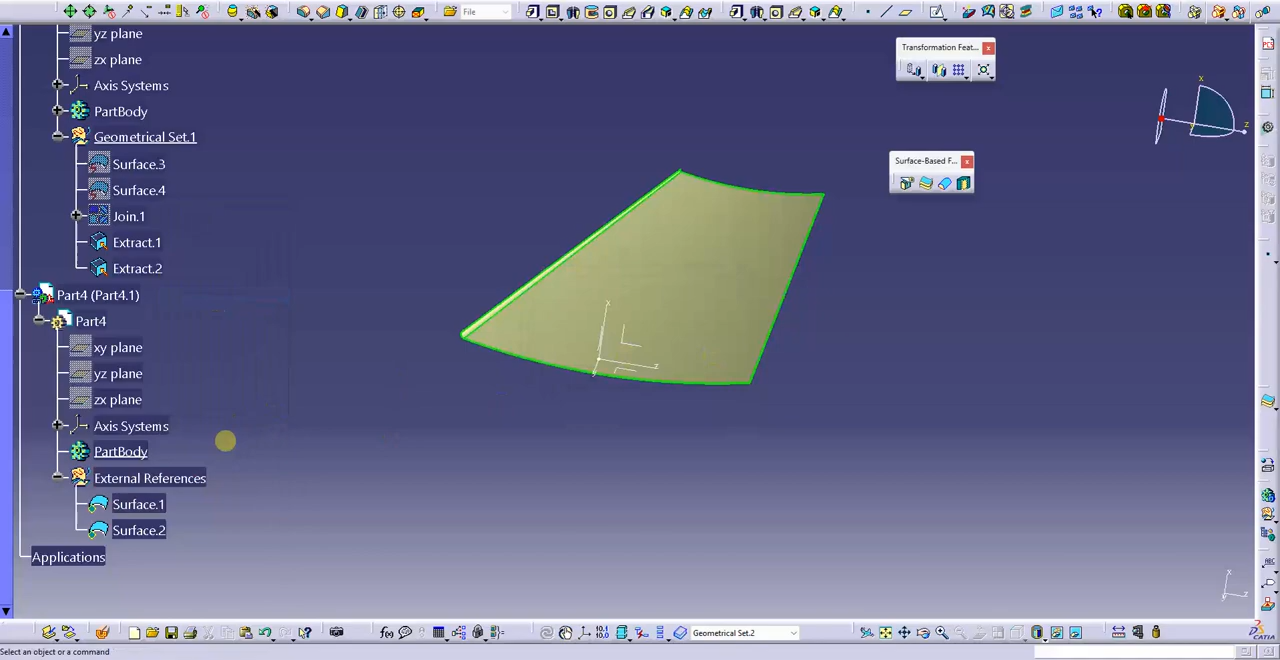 File
yz plane
zx plane
Axis Systems
PartBody
Geometrical Set.1
Surface.3
Surface.4
Join.1
Extract.1
Extract.2
Part4 (Part4.1)
Part4
xy plane
yz plane
zx plane
Axis Systems
PartBody
External References
Surface.1
Surface.2
Applications
Transformation Feat...
Surface-Based F...
x
z
x
z
x
z
Geometrical Set.2
CATIA
Select an object or a command